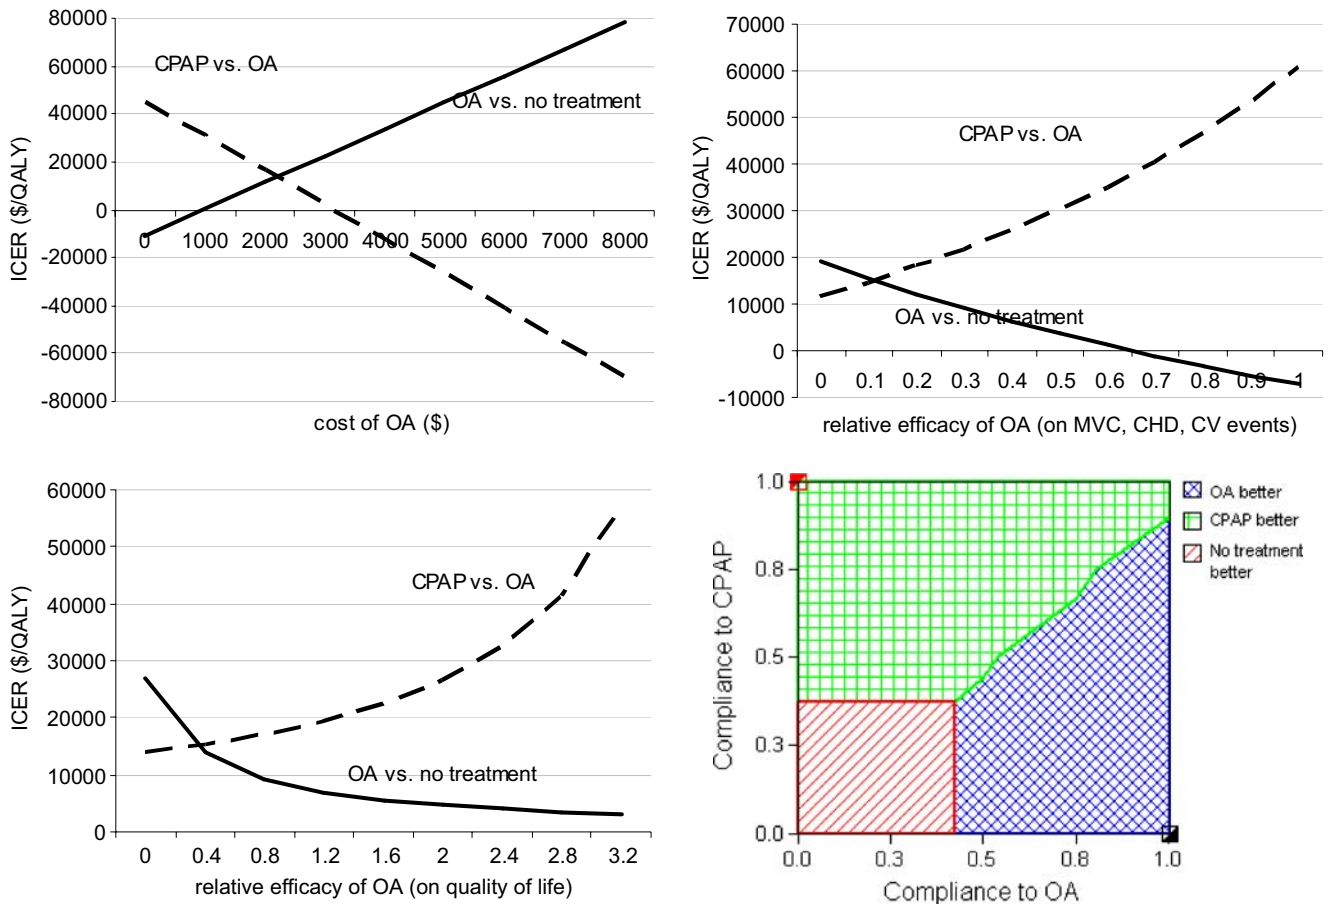 80000
60000
40000
20000
0
-20000
-40000
-60000
-80000
ICER ($/QALY)
CPAP vs. OA
OA vs. no treatment
0 1000 2000 3000 4000 5000 6000 7000 8000
cost of OA ($)
70000
60000
50000
40000
30000
20000
10000
0
-10000
ICER ($/QALY)
CPAP vs. OA
OA vs. no treatment
0 0.1 0.2 0.3 0.4 0.5 0.6 0.7 0.8 0.9 1
relative efficacy of OA (on MVC, CHD, CV events)
60000
50000
40000
30000
20000
10000
0
ICER ($/QALY)
CPAP vs. OA
OA vs. no treatment
0 0.4 0.8 1.2 1.6 2 2.4 2.8 3.2
relative efficacy of OA (on quality of life)
1.0
0.8
0.5
0.3
0.0
Compliance to CPAP
0.0 0.3 0.5 0.8 1.0
Compliance to OA
OA better
CPAP better
No treatment
better